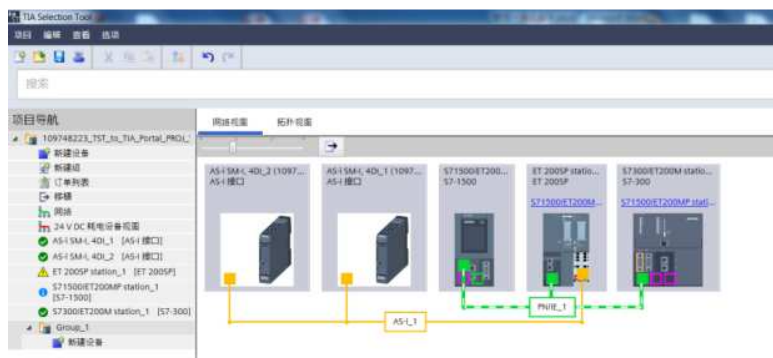 TIA Selection Tool
项目 编辑 查看 选项
搜索
项目导航
网络视图 拓扑视图
109748223_TST_to_TIA_Portal_PROJ_
新建设备
新建组
订单列表
移植
网络
24 V DC 耗电设备视图
AS-i SM-L 4DI_1 [AS-I 接口]
AS-i SM-L 4DI_2 [AS-I 接口]
ET 200SP station_1 [ET 200SP]
S71500/ET200MP station_1
[S7-1500]
S7300/ET200M station_1 [S7-300]
Group_1
新建设备
AS-i SM-L 4DI_2 (1097...
AS-I 接口
AS-i SM-L 4DI_1 (1097...
AS-I 接口
S71500/ET200...
S7-1500
ET 200SP statio...
ET 200SP
S71500/ET200M...
S7300/ET200M statio...
S7-300
S71500/ET200MP stati...
PN/IE_1
AS-i_1